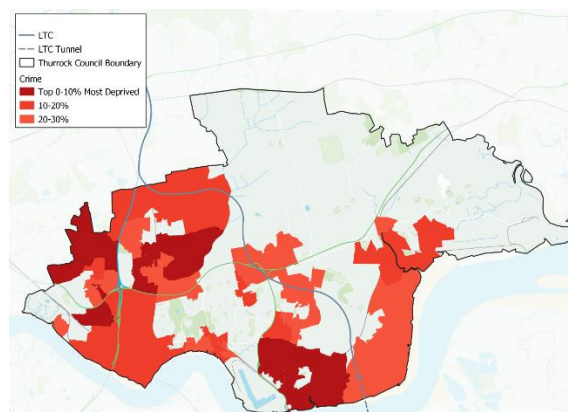 LTC
LTC Tunnel
Thurrock Council Boundary
Crime
Top 0-10% Most Deprived
10-20%
20-30%